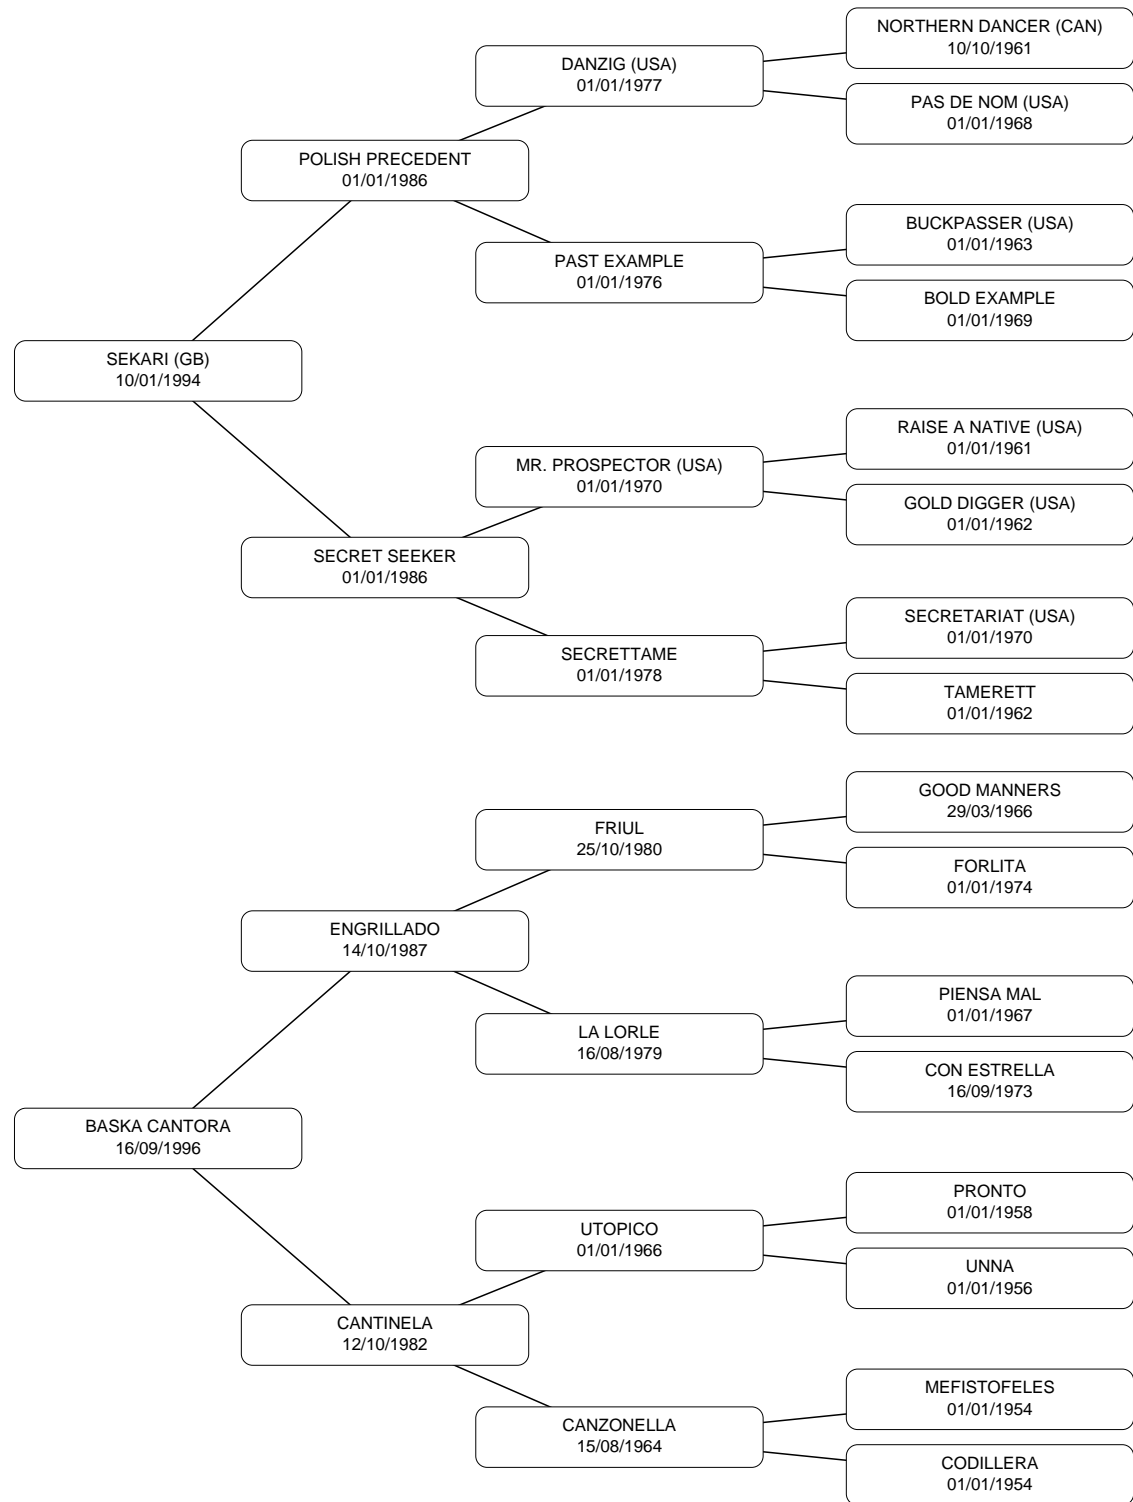 NORTHERN DANCER (CAN)
10/10/1961
DANZIG (USA)
01/01/1977
PAS DE NOM (USA)
01/01/1968
POLISH PRECEDENT
01/01/1986
BUCKPASSER (USA)
01/01/1963
PAST EXAMPLE
01/01/1976
BOLD EXAMPLE
01/01/1969
SEKARI (GB)
10/01/1994
RAISE A NATIVE (USA)
01/01/1961
MR. PROSPECTOR (USA)
01/01/1970
GOLD DIGGER (USA)
01/01/1962
SECRET SEEKER
01/01/1986
SECRETARIAT (USA)
01/01/1970
SECRETTAME
01/01/1978
TAMERETT
01/01/1962
GOOD MANNERS
29/03/1966
FRIUL
25/10/1980
FORLITA
01/01/1974
ENGRILLADO
14/10/1987
PIENSA MAL
01/01/1967
LA LORLE
16/08/1979
CON ESTRELLA
16/09/1973
BASKA CANTORA
16/09/1996
PRONTO
01/01/1958
UTOPICO
01/01/1966
UNNA
01/01/1956
CANTINELA
12/10/1982
MEFISTOFELES
01/01/1954
CANZONELLA
15/08/1964
CODILLERA
01/01/1954